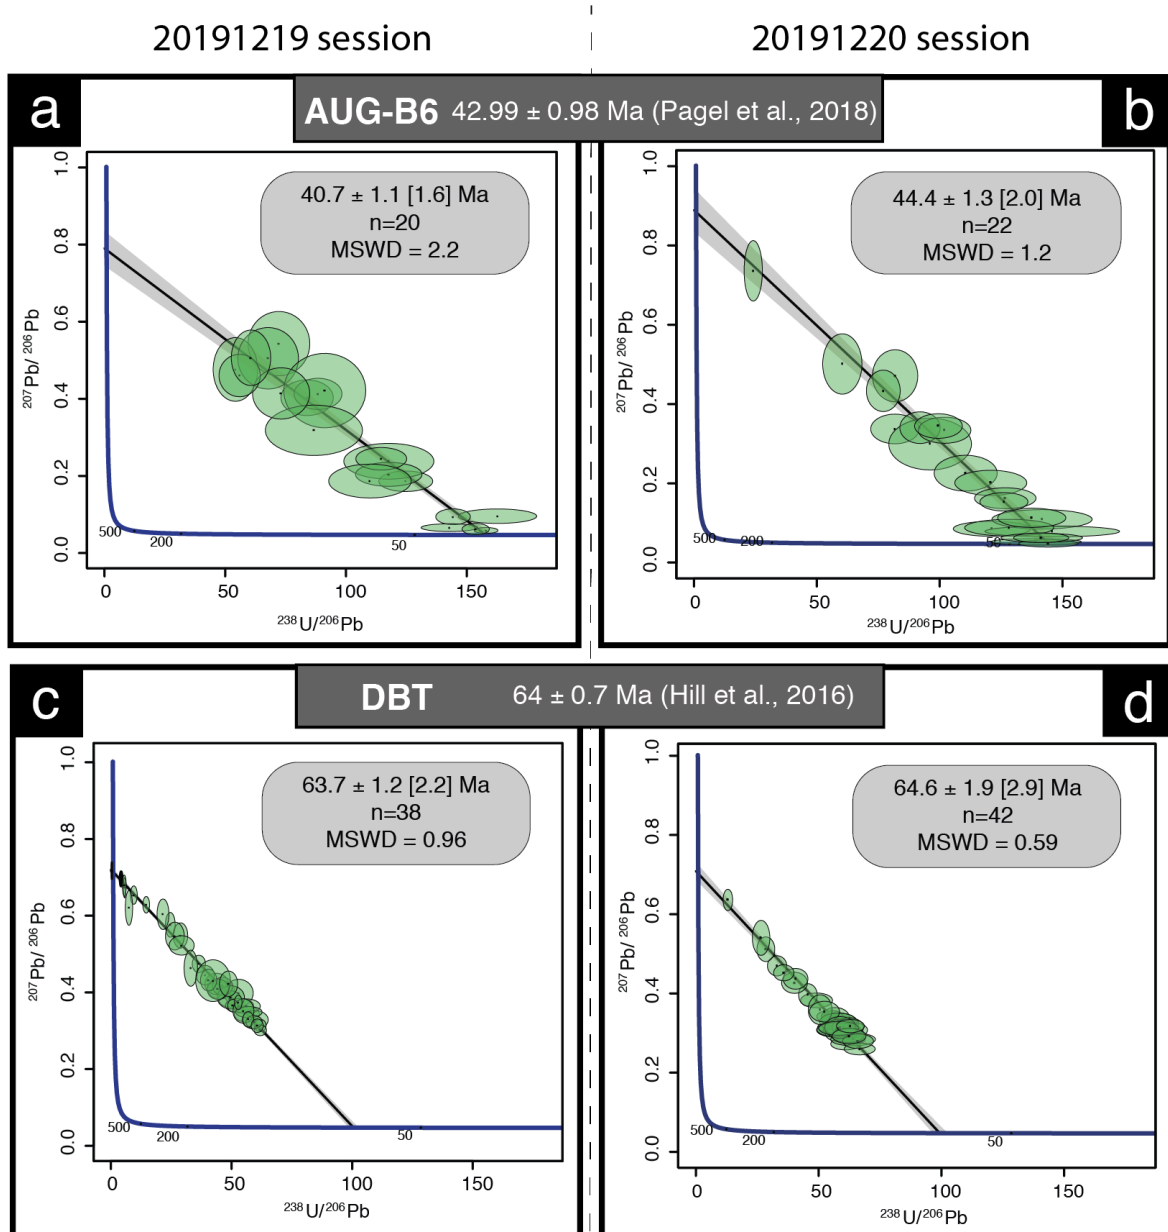 20191219 session
20191220 session
a
AUG-B6 42.99 ± 0.98 Ma (Pagel et al., 2018)
b
40.7 ± 1.1 [1.6] Ma
n=20
MSWD = 2.2
207Pb/ 206Pb
1.0
0.8
0.6
0.4
0.2
0.0
500
200
50
0
50
100
150
238U/206Pb
44.4 ± 1.3 [2.0] Ma
n=22
MSWD = 1.2
207Pb/ 206Pb
1.0
0.8
0.6
0.4
0.2
0.0
500
200
50
0
50
100
150
238U/206Pb
c
DBT 64 ± 0.7 Ma (Hill et al., 2016)
d
63.7 ± 1.2 [2.2] Ma
n=38
MSWD = 0.96
207Pb/ 206Pb
1.0
0.8
0.6
0.4
0.2
0.0
500
200
50
0
50
100
150
238U/206Pb
64.6 ± 1.9 [2.9] Ma
n=42
MSWD = 0.59
207Pb/ 206Pb
1.0
0.8
0.6
0.4
0.2
0.0
500
200
50
0
50
100
150
238U/206Pb